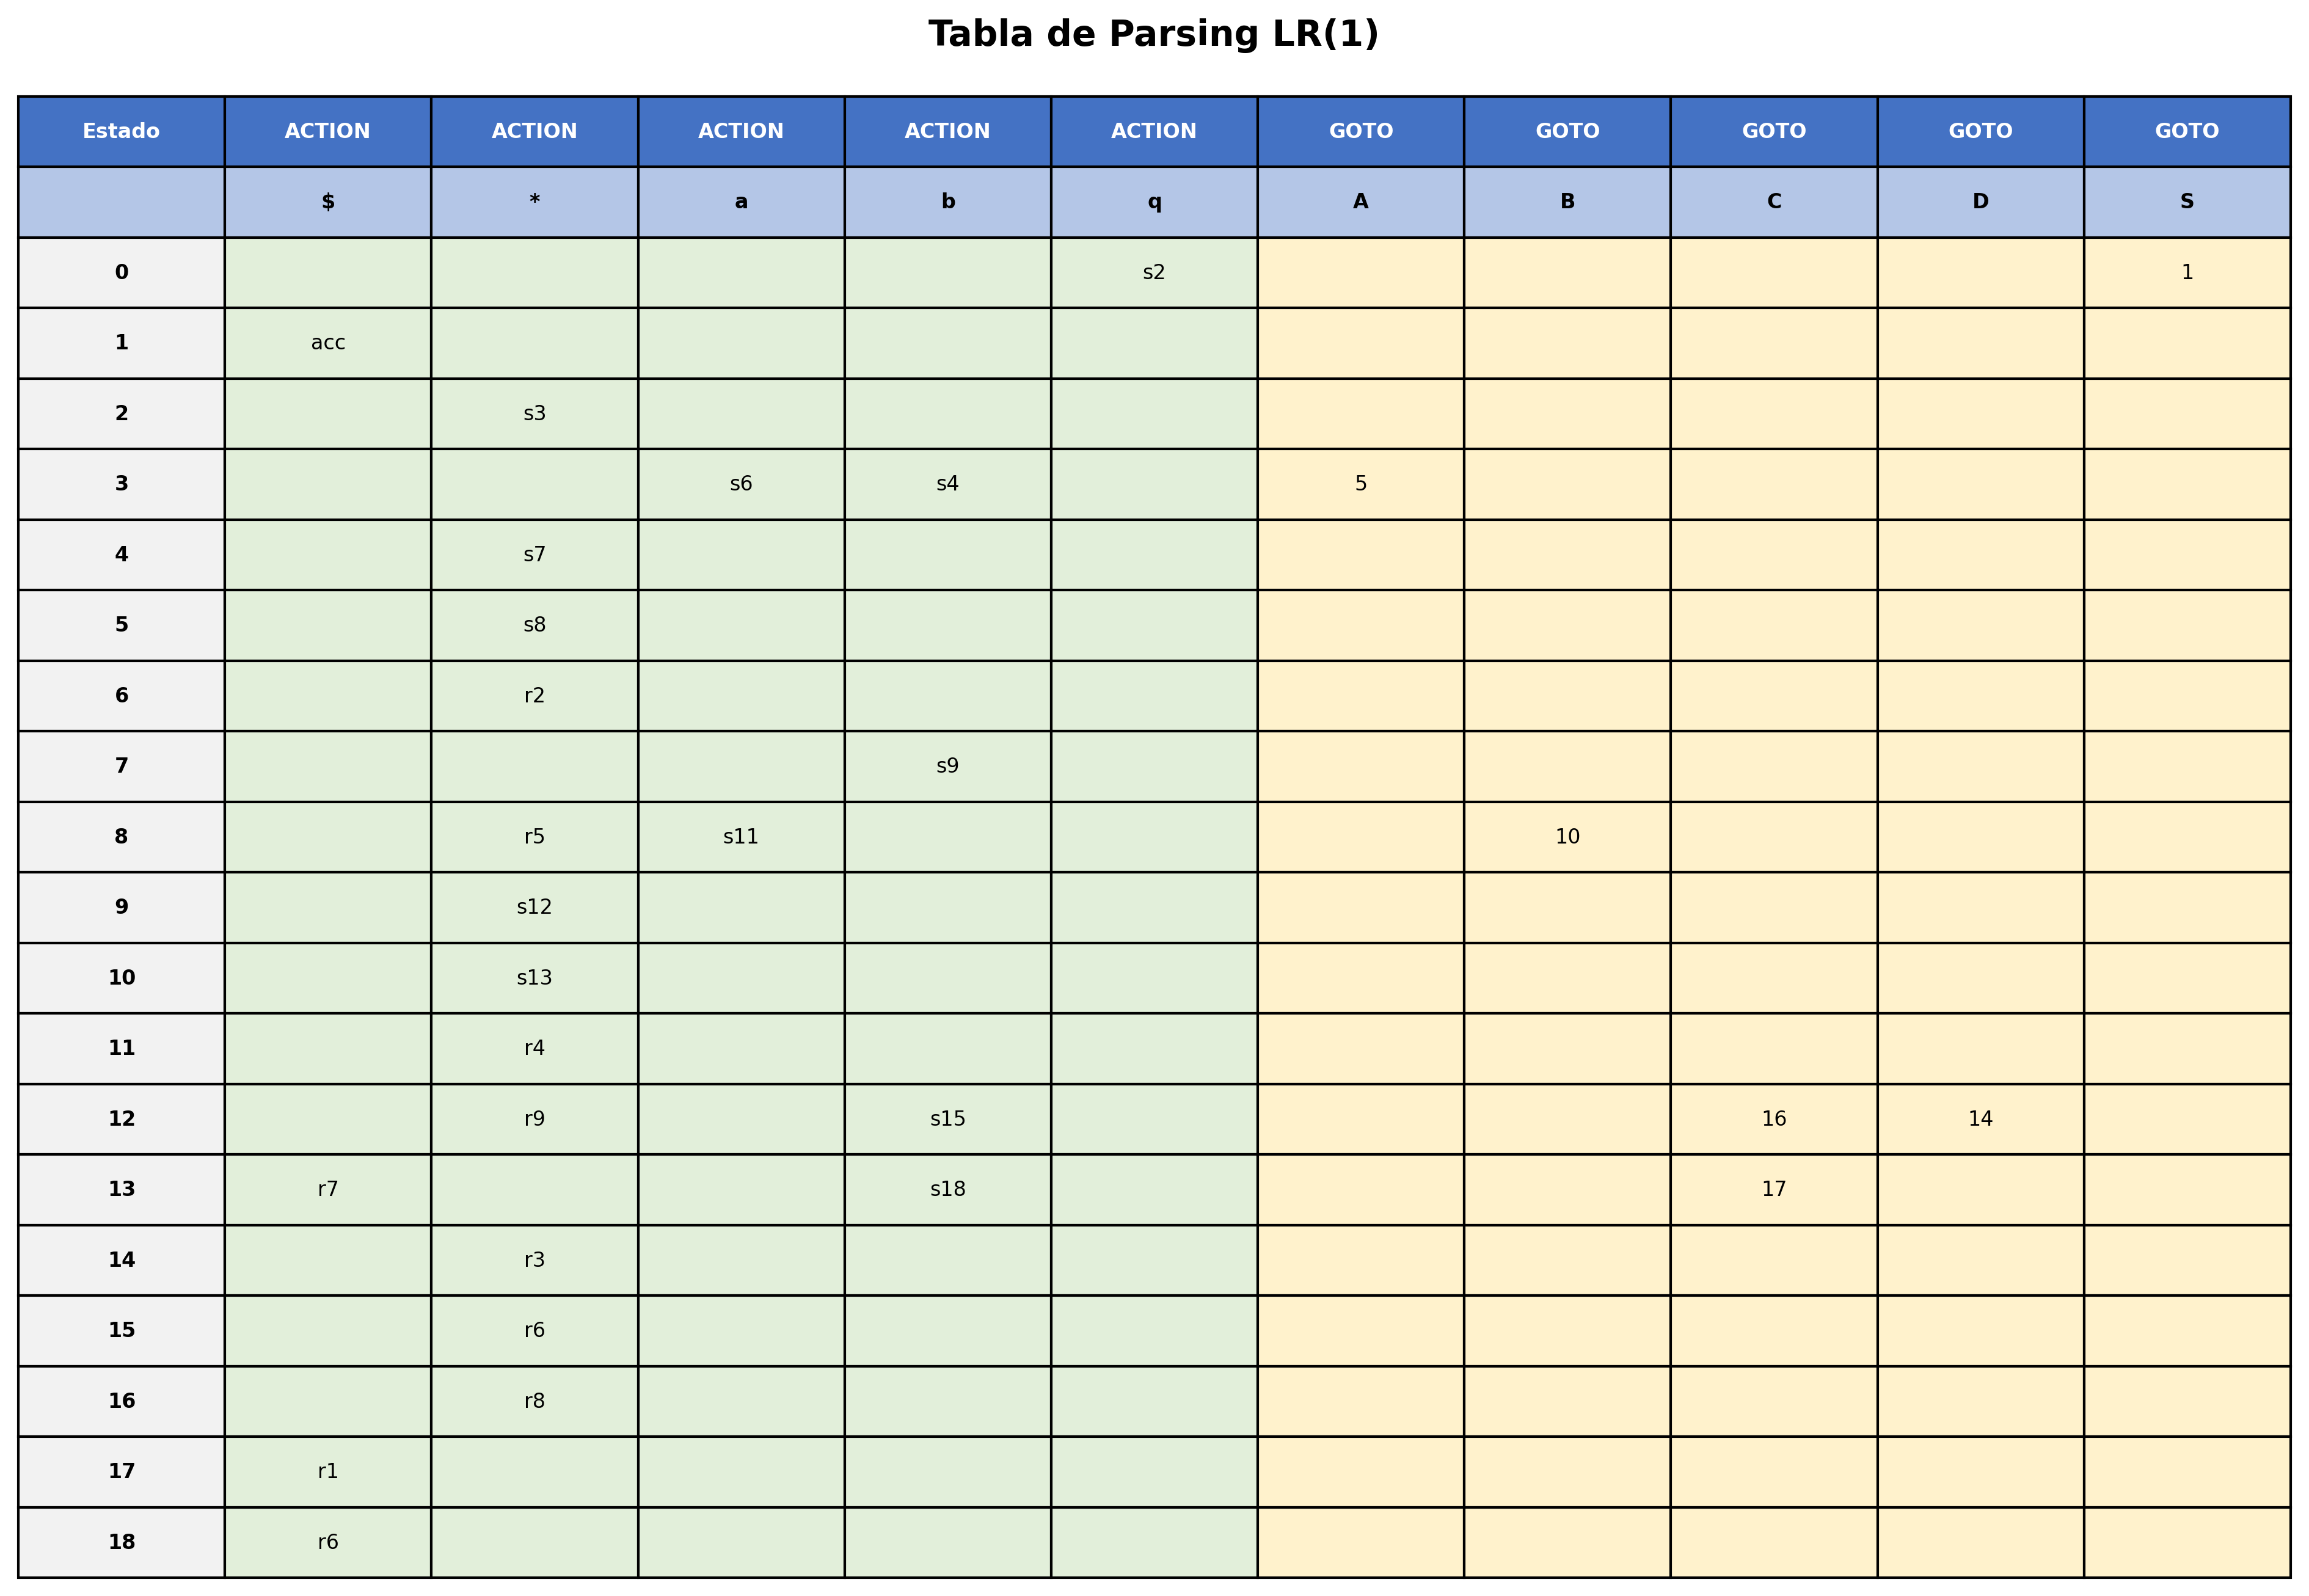 Tabla de Parsing LR(1)
Estado ACTION ACTION ACTION ACTION ACTION GOTO GOTO GOTO GOTO GOTO
$ * a b q A B C D S
0 s2 1
1 acc
2 s3
3 s6 s4 5
4 s7
5 s8
6 r2
7 s9
8 r5 s11 10
9 s12
10 s13
11 r4
12 r9 s15 16 14
13 r7 s18 17
14 r3
15 r6
16 r8
17 r1
18 r6